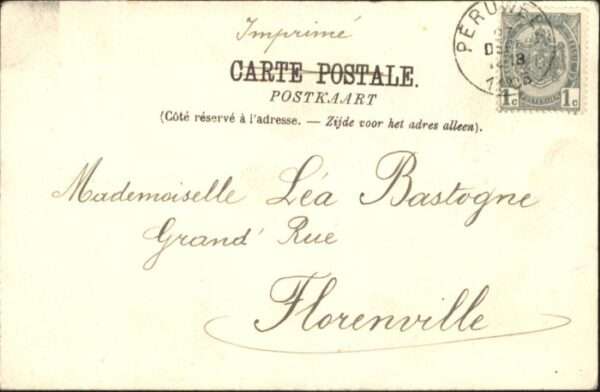 Imprimé
CARTE POSTALE.
POSTKAART
(Côté réservé à l'adresse. — Zijde voor het adres alleen).
Mademoiselle Léa Bastogne
Grand' Rue
Florenville
1c 1c